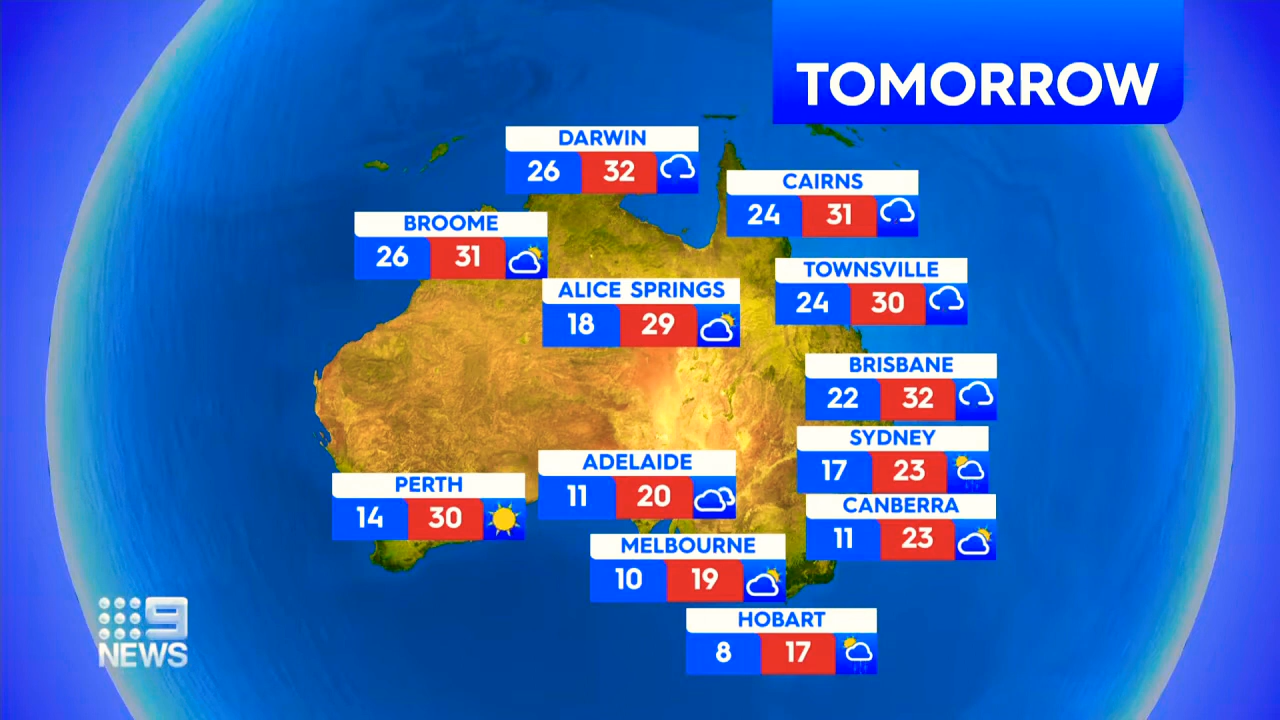 TOMORROW
DARWIN
26 32
CAIRNS
24 31
BROOME
26 31
TOWNSVILLE
24 30
ALICE SPRINGS
18 29
BRISBANE
22 32
SYDNEY
17 23
ADELAIDE
11 20
PERTH
14 30
CANBERRA
11 23
MELBOURNE
10 19
HOBART
8 17
9
NEWS